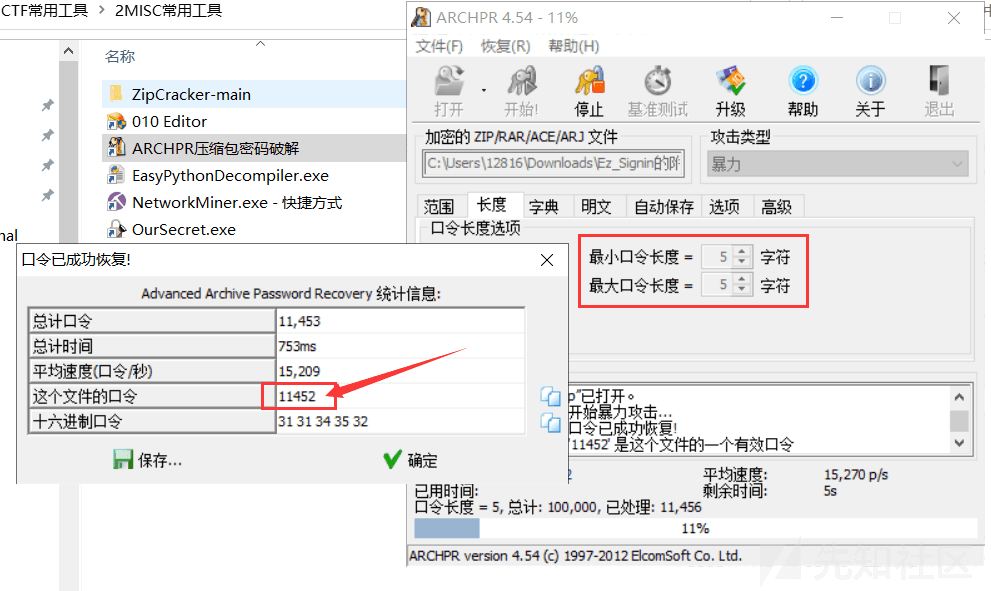 CTF常用工具 > 2MISC常用工具
名称
ZipCracker-main
010 Editor
ARCHPR压缩包密码破解
EasyPythonDecompiler.exe
NetworkMiner.exe - 快捷方式
OurSecret.exe
nal
ARCHPR 4.54 - 11%
文件(F) 恢复(R) 帮助(H)
打开 开始! 停止 基准测试 升级 帮助 关于 退出
加密的 ZIP/RAR/ACE/ARJ 文件
C:\Users\12816\Downloads\Ez_Signin的附
攻击类型
暴力
范围 长度 字典 明文 自动保存 选项 高级
口令长度选项
最小口令长度 = 5 字符
最大口令长度 = 5 字符
口令已成功恢复!
Advanced Archive Password Recovery 统计信息:
总计口令 11,453
总计时间 753ms
平均速度(口令/秒) 15,209
这个文件的口令 11452
十六进制口令 31 31 34 35 32
保存... 确定
p"已打开。
开始暴力攻击...
口令已成功恢复!
'11452' 是这个文件的一个有效口令
2 平均速度: 15,270 p/s
已用时间: 剩余时间: 5s
口令长度 = 5, 总计: 100,000, 已处理: 11,456
11%
ARCHPR version 4.54 (c) 1997-2012 ElcomSoft Co. Ltd.
先知社区